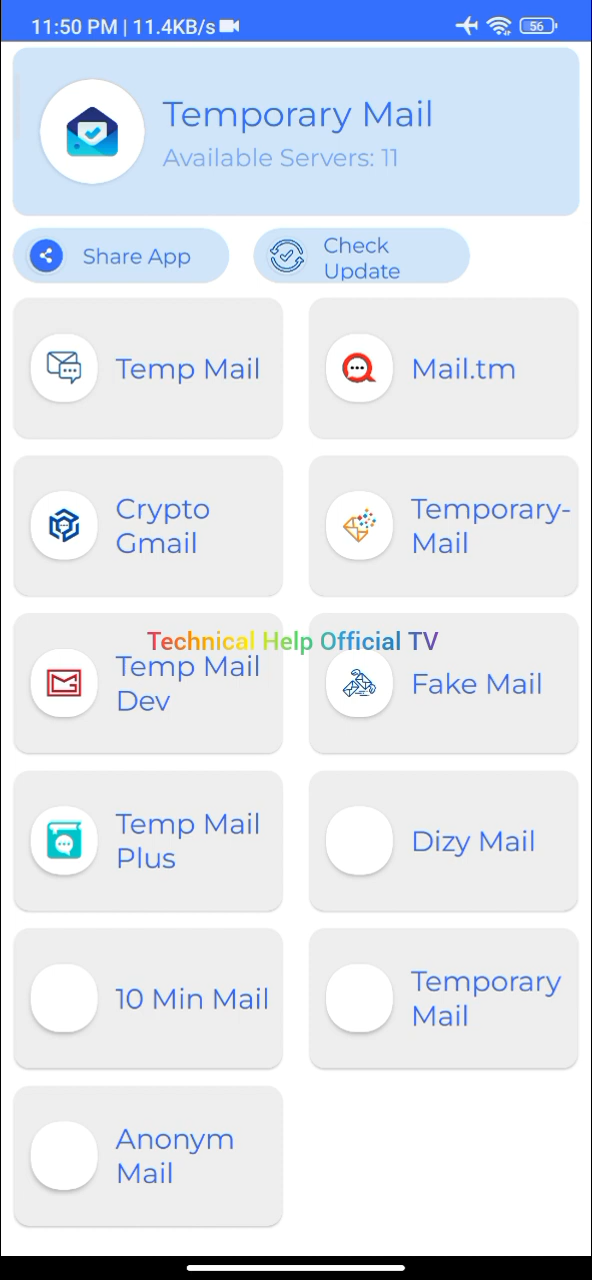 11:50 PM | 11.4KB/s
56
Temporary Mail
Available Servers: 11
Share App
Check
Update
Temp Mail
Mail.tm
Crypto
Gmail
Temporary-
Mail
Technical Help Official TV
Temp Mail
Dev
Fake Mail
Temp Mail
Plus
Dizy Mail
10 Min Mail
Temporary
Mail
Anonym
Mail